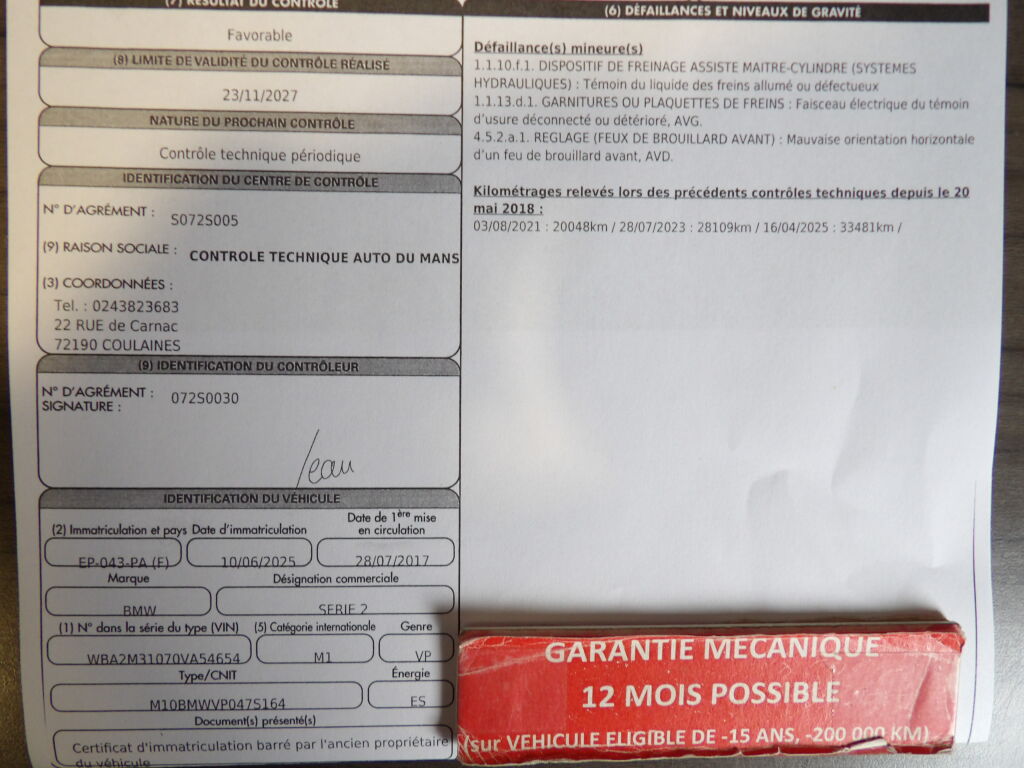 (7) RÉSULTAT DU CONTRÔLE
Favorable
(8) LIMITE DE VALIDITÉ DU CONTRÔLE RÉALISÉ
23/11/2027
NATURE DU PROCHAIN CONTRÔLE
Contrôle technique périodique
IDENTIFICATION DU CENTRE DE CONTRÔLE
N° D'AGRÉMENT : S072S005
(9) RAISON SOCIALE : CONTROLE TECHNIQUE AUTO DU MANS
(3) COORDONNÉES :
Tel. : 0243823683
22 RUE de Carnac
72190 COULAINES
(9) IDENTIFICATION DU CONTRÔLEUR
N° D'AGRÉMENT : 072S0030
SIGNATURE :
IDENTIFICATION DU VÉHICULE
(2) Immatriculation et pays Date d'immatriculation Date de 1ère mise
en circulation
EP-043-PA (F) 10/06/2025 28/07/2017
Marque Désignation commerciale
BMW SERIE 2
(1) N° dans la série du type (VIN) (5) Catégorie internationale Genre
WBA2M31070VA54654 M1 VP
Type/CNIT Énergie
M10BMWVP047S164 ES
Document(s) présenté(s)
Certificat d'immatriculation barré par l'ancien propriétaire
du véhicule
(6) DÉFAILLANCES ET NIVEAUX DE GRAVITÉ
Défaillance(s) mineure(s)
1.1.10.f.1. DISPOSITIF DE FREINAGE ASSISTE MAITRE-CYLINDRE (SYSTEMES
HYDRAULIQUES) : Témoin du liquide des freins allumé ou défectueux
1.1.13.d.1. GARNITURES OU PLAQUETTES DE FREINS : Faisceau électrique du témoin
d'usure déconnecté ou détérioré, AVG.
4.5.2.a.1. REGLAGE (FEUX DE BROUILLARD AVANT) : Mauvaise orientation horizontale
d'un feu de brouillard avant, AVD.
Kilométrages relevés lors des précédents contrôles techniques depuis le 20
mai 2018 :
03/08/2021 : 20048km / 28/07/2023 : 28109km / 16/04/2025 : 33481km /
GARANTIE MECANIQUE
12 MOIS POSSIBLE
(sur VEHICULE ELIGIBLE DE -15 ANS, -200 000 KM)